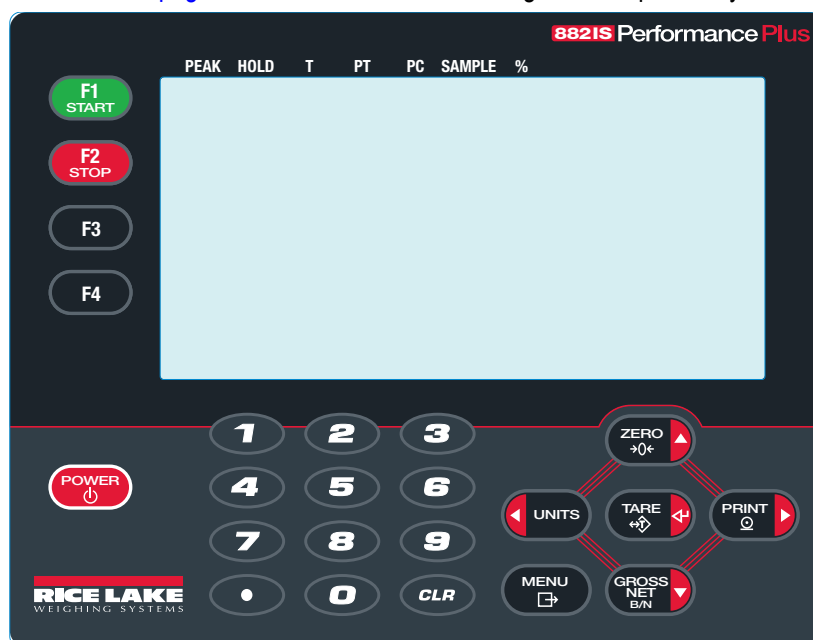 882IS Performance Plus
PEAK HOLD T PT PC SAMPLE %
F1
START
F2
STOP
F3
F4
1 2 3
ZERO
→0←
POWER
4 5 6
UNITS
TARE
T
PRINT
7 8 9
MENU
GROSS
NET
B/N
RICE LAKE
WEIGHING SYSTEMS
. 0 CLR